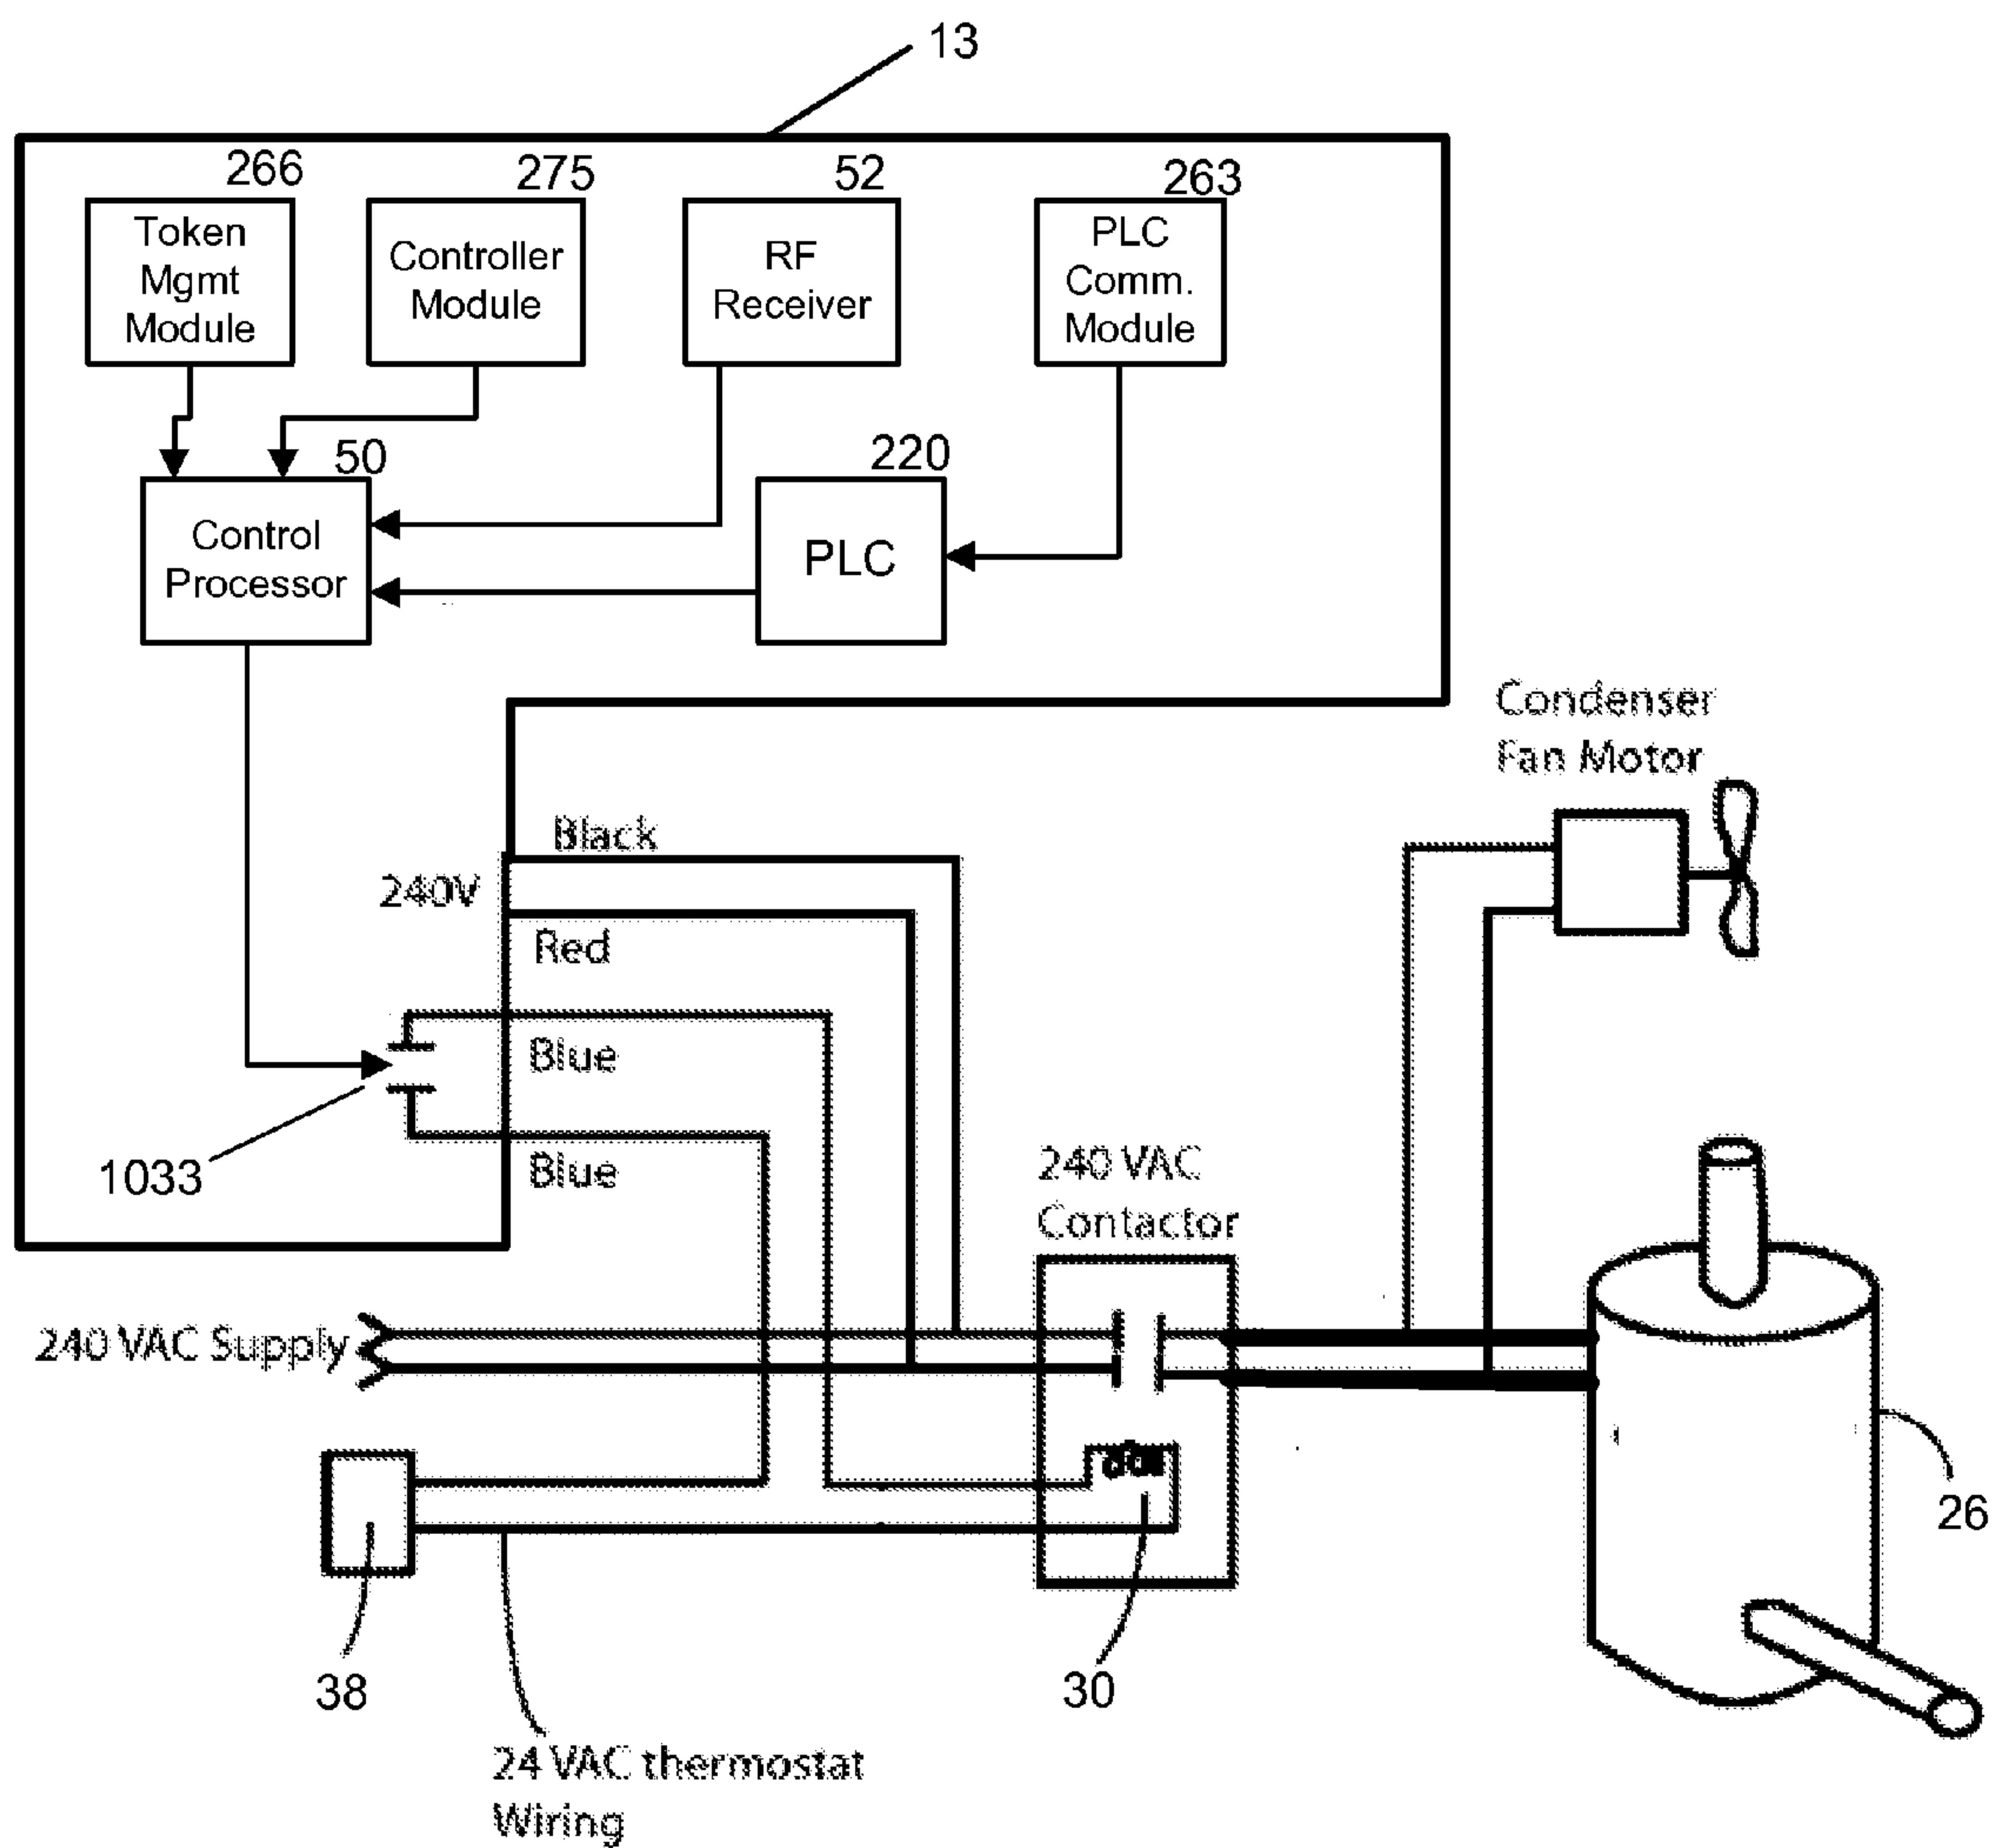 13
266
275
52
263
Token
Mgmt
Module
Controller
Module
RF
Receiver
PLC
Comm.
Module
50
220
Control
Processor
PLC
Condenser
Fan Motor
Black
240V
Red
Blue
1033
Blue
240 VAC
Contactor
240 VAC Supply
26
38
30
24 VAC thermostat
Wiring